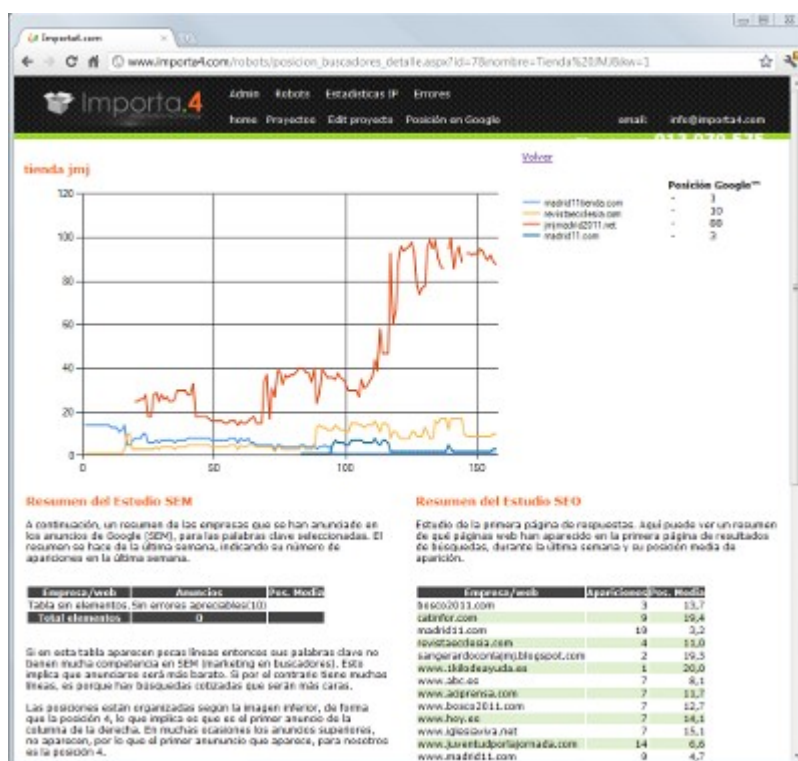 Importa4.com
www.importa4.com/robots/posicion_buscadores_detalle.aspx?id=78&nombre=Tienda%20JMJ&kw=1
Importa.4
Admin Robots Estadisticas IP Errores
home Proyectos Edit proyecto Posición en Google
email: info@importa4.com
Volver
tienda jmj
Posición Google™
madrid11tienda.com - 1
revistaecclesia.com - 10
jmjmadrid2011.net - 88
madrid11.com - 3
120
100
80
60
40
20
0
0 50 100 150
Resumen del Estudio SEM
A continuación, un resumen de las empresas que se han anunciado en
los anuncios de Google (SEM), para las palabras clave seleccionadas. El
resumen se hace de la última semana, indicando su número de
apariciones en la última semana.
Empresa/web Anuncios Pos. Media
Tabla sin elementos. Sin errores apreciables(10)
Total elementos 0
Si en esta tabla aparecen pocas líneas entonces sus palabras clave no
tienen mucha competencia en SEM (marketing en buscadores). Esto
implica que anunciarse será más barato. Si por el contrario tiene muchas
líneas, es porque hay búsquedas cotizadas que serán más caras.
Las posiciones están organizadas según la imagen inferior, de forma
que la posición 4, lo que implica es que es el primer anuncio de la
columna de la derecha. En muchas ocasiones los anuncios superiores,
no aparecen, por lo que el primer anununcio que aparece, para nosotros
es la posición 4.
Resumen del Estudio SEO
Estudio de la primera página de respuestas. Aquí puede ver un resumen
de qué páginas web han aparecido en la primera página de resultados
de búsquedas, durante la última semana y su posición media de
aparición.
Empresa/web Apariciones Pos. Media
bosco2011.com 3 13,7
catinfor.com 9 19,4
madrid11.com 19 3,2
revistaecclesia.com 4 11,0
sangerardoconlajmj.blogspot.com 2 19,5
www.1kilodeayuda.es 1 20,0
www.abc.es 7 8,1
www.aciprensa.com 7 11,7
www.bosco2011.com 7 12,7
www.hoy.es 7 14,1
www.iglesiaviva.net 7 15,1
www.juventudporlajornada.com 14 6,6
www.madrid11.com 9 4,7